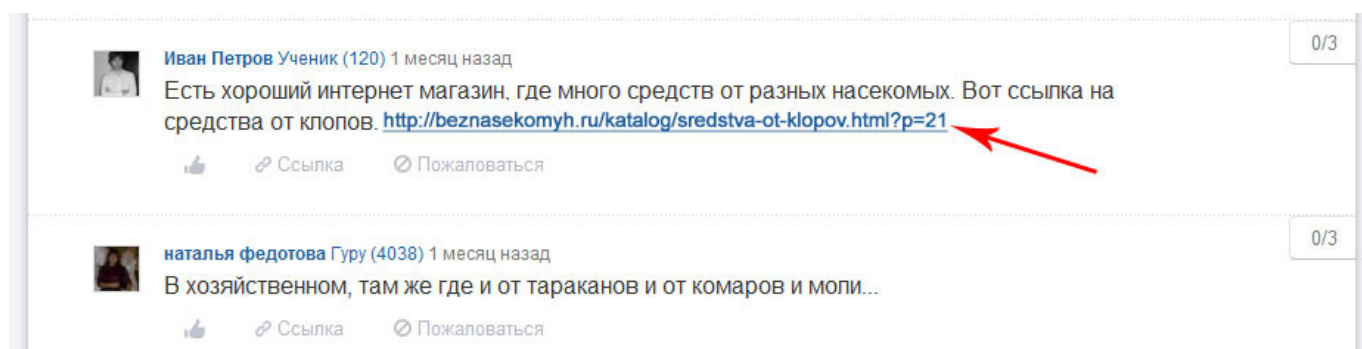 0/3
Иван Петров Ученик (120) 1 месяц назад
Есть хороший интернет магазин, где много средств от разных насекомых. Вот ссылка на
средства от клопов. http://beznasekomyh.ru/katalog/sredstva-ot-klopov.html?p=21
Ссылка Пожаловаться
0/3
наталья федотова Гуру (4038) 1 месяц назад
В хозяйственном, там же где и от тараканов и от комаров и моли...
Ссылка Пожаловаться